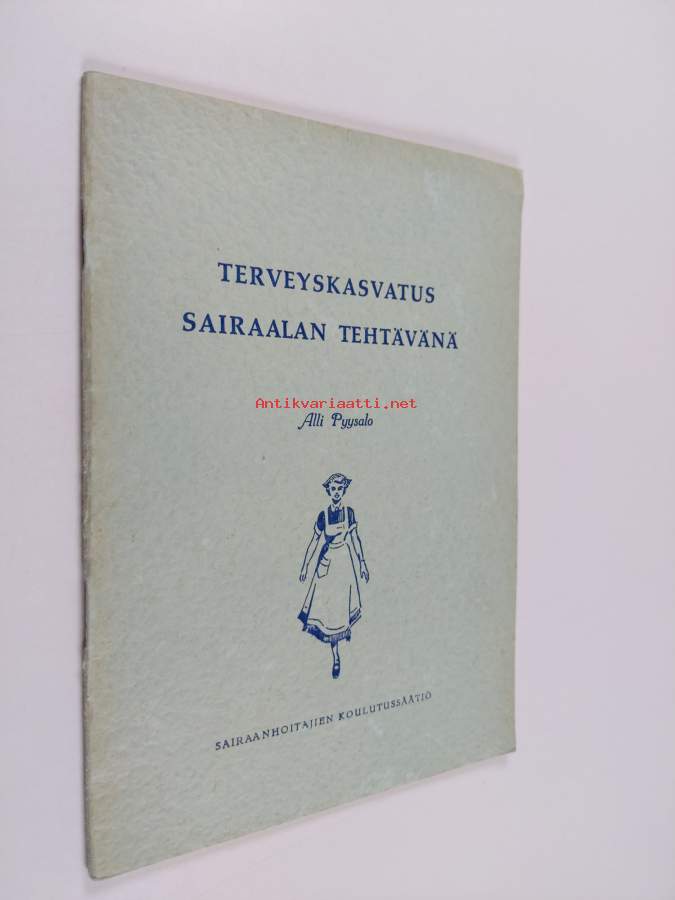 TERVEYSKASVATUS
SAIRAALAN TEHTÄVÄNÄ
Antikvariaatti.net
Alli Pyysalo
SAIRAANHOITAJIEN KOULUTUSSÄÄTIÖ